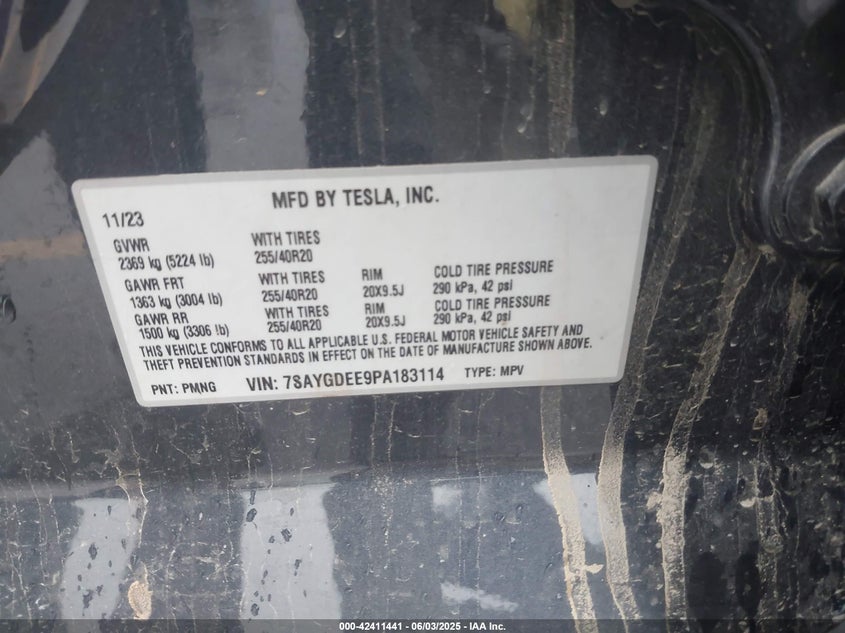 MFD BY TESLA, INC.
11/23
GVWR WITH TIRES
2369 kg (5224 lb) 255/40R20
GAWR FRT WITH TIRES RIM COLD TIRE PRESSURE
1363 kg (3004 lb) 255/40R20 20X9.5J 290 kPa, 42 psi
GAWR RR WITH TIRES RIM COLD TIRE PRESSURE
1500 kg (3306 lb) 255/40R20 20X9.5J 290 kPa, 42 psi
THIS VEHICLE CONFORMS TO ALL APPLICABLE U.S. FEDERAL MOTOR VEHICLE SAFETY AND
THEFT PREVENTION STANDARDS IN EFFECT ON THE DATE OF MANUFACTURE SHOWN ABOVE.
PNT: PMNG VIN: 7SAYGDEE9PA183114 TYPE: MPV
000-42411441 - 06/03/2025 - IAA Inc.